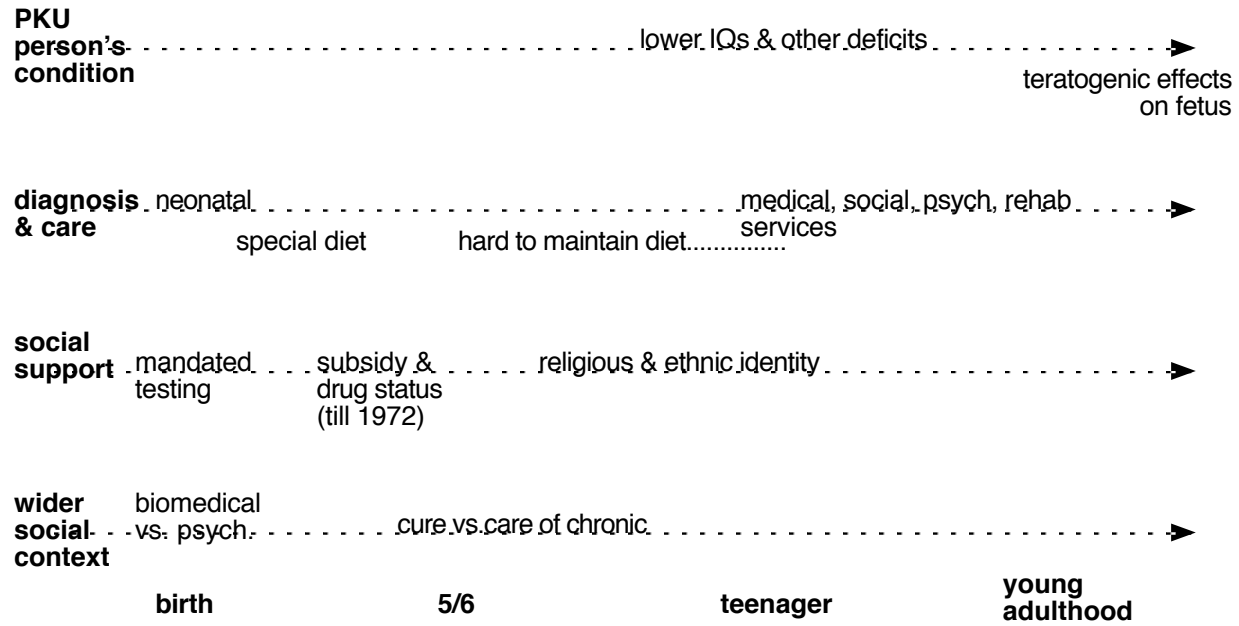 PKU
person's
condition
lower IQs & other deficits
teratogenic effects
on fetus
diagnosis
& care
neonatal
special diet
hard to maintain diet...............
medical, social, psych, rehab
services
social
support
mandated
testing
subsidy &
drug status
(till 1972)
religious & ethnic identity
wider
social
context
biomedical
vs. psych.
cure vs.care of chronic
birth
5/6
teenager
young
adulthood